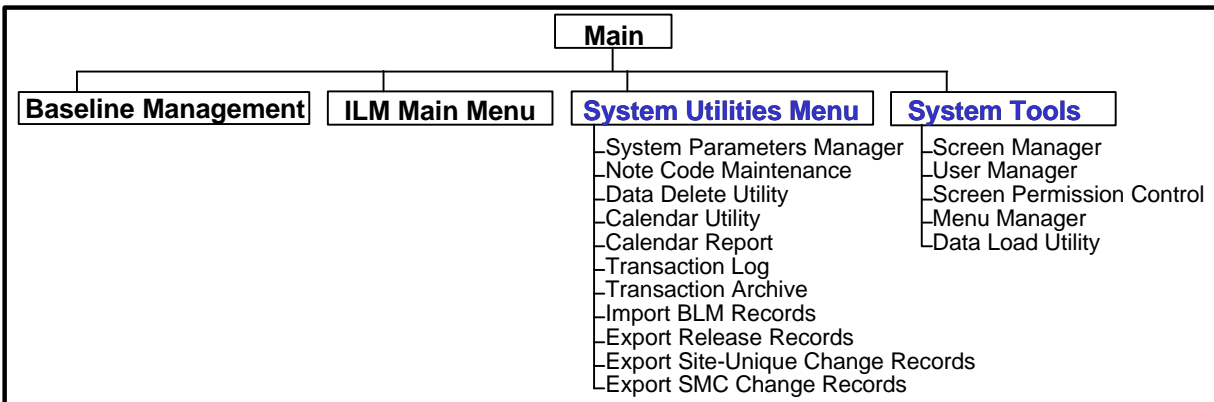 Main
Baseline Management
ILM Main Menu
System Utilities Menu
System Parameters Manager
Note Code Maintenance
Data Delete Utility
Calendar Utility
Calendar Report
Transaction Log
Transaction Archive
Import BLM Records
Export Release Records
Export Site-Unique Change Records
Export SMC Change Records
System Tools
Screen Manager
User Manager
Screen Permission Control
Menu Manager
Data Load Utility